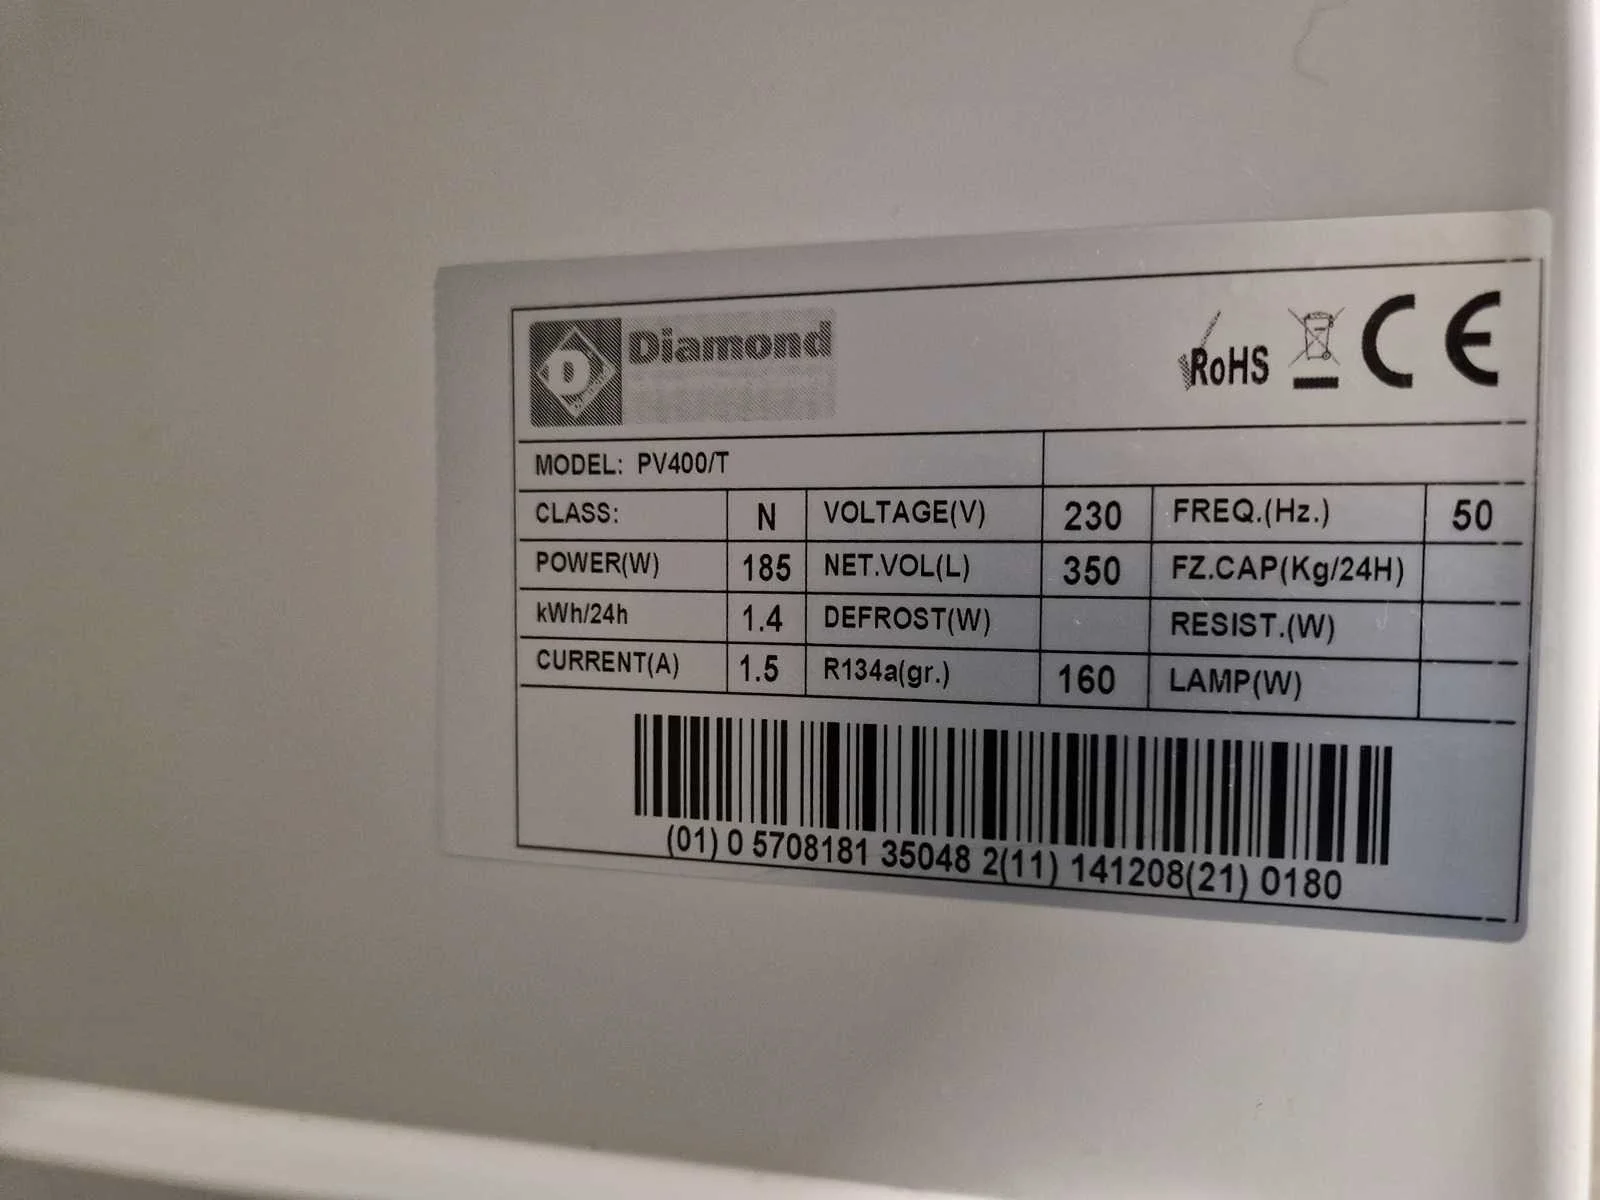 D Diamond
RoHS CE
MODEL: PV400/T
CLASS: N VOLTAGE(V) 230 FREQ.(Hz.) 50
POWER(W) 185 NET.VOL(L) 350 FZ.CAP(Kg/24H)
kWh/24h 1.4 DEFROST(W) RESIST.(W)
CURRENT(A) 1.5 R134a(gr.) 160 LAMP(W)
(01) 0 5708181 35048 2(11) 141208(21) 0180